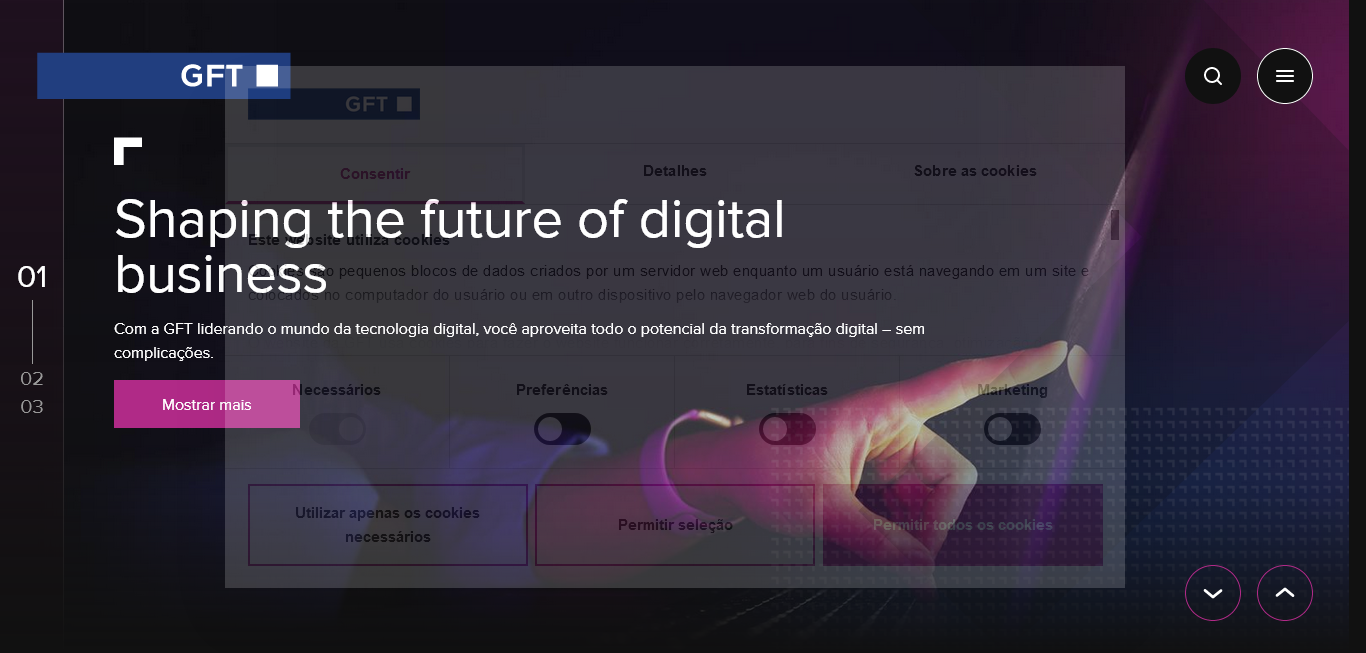 GFT
GFT
Consentir
Detalhes
Sobre as cookies
Shaping the future of digital
business
Este website utiliza cookies
Cookies são pequenos blocos de dados criados por um servidor web enquanto um usuário está navegando em um site e
colocados no computador do usuário ou em outro dispositivo pelo navegador web do usuário.
01
02
03
Com a GFT liderando o mundo da tecnologia digital, você aproveita todo o potencial da transformação digital – sem
complicações.
Mostrar mais
Necessários
Preferências
Estatísticas
Marketing
Utilizar apenas os cookies
necessários
Permitir seleção
Permitir todos os cookies